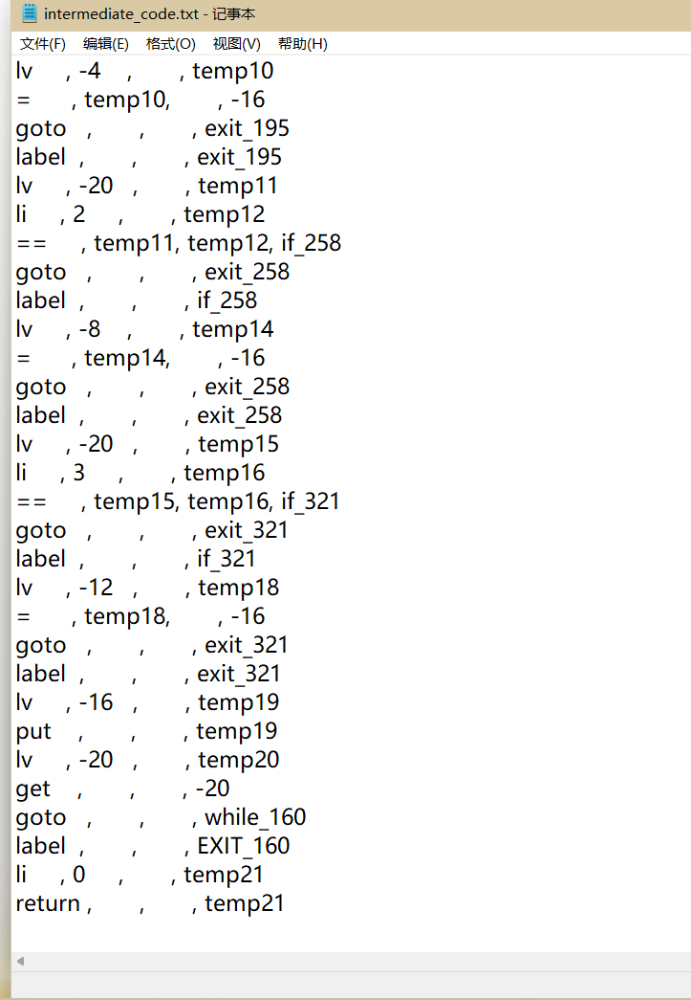 intermediate_code.txt - 记事本
文件(F) 编辑(E) 格式(O) 视图(V) 帮助(H)
lv , -4 , , temp10
= , temp10, , -16
goto , , , exit_195
label , , , exit_195
lv , -20 , , temp11
li , 2 , , temp12
== , temp11, temp12, if_258
goto , , , exit_258
label , , , if_258
lv , -8 , , temp14
= , temp14, , -16
goto , , , exit_258
label , , , exit_258
lv , -20 , , temp15
li , 3 , , temp16
== , temp15, temp16, if_321
goto , , , exit_321
label , , , if_321
lv , -12 , , temp18
= , temp18, , -16
goto , , , exit_321
label , , , exit_321
lv , -16 , , temp19
put , , , temp19
lv , -20 , , temp20
get , , , -20
goto , , , while_160
label , , , EXIT_160
li , 0 , , temp21
return , , , temp21